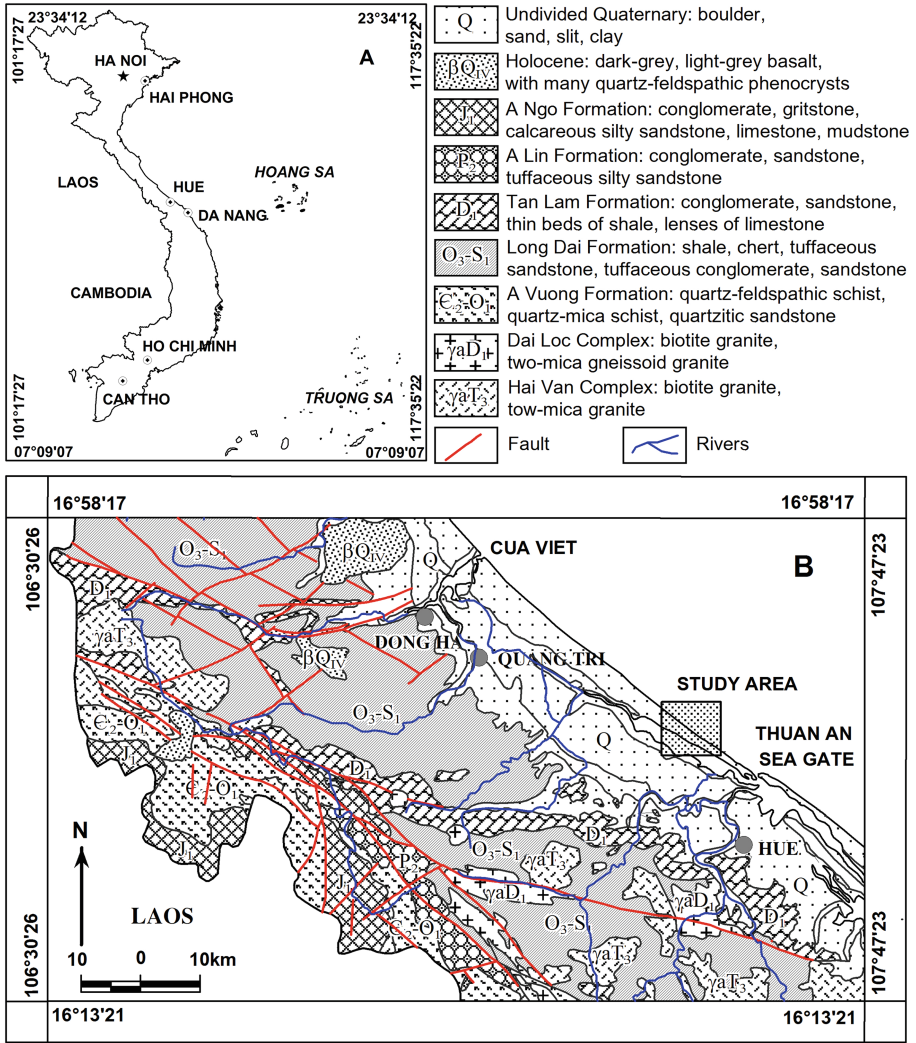 23°34'12 23°34'12
101°17'27
117°35'22
A
HA NOI
HAI PHONG
LAOS
HOANG SA
HUE
DA NANG
CAMBODIA
HO CHI MINH
CAN THO
TRUONG SA
101°17'27
117°35'22
07°09'07 07°09'07
Q Undivided Quaternary: boulder,
sand, slit, clay
βQIV Holocene: dark-grey, light-grey basalt,
with many quartz-feldspathic phenocrysts
J1 A Ngo Formation: conglomerate, gritstone,
calcareous silty sandstone, limestone, mudstone
P2 A Lin Formation: conglomerate, sandstone,
tuffaceous silty sandstone
D1 Tan Lam Formation: conglomerate, sandstone,
thin beds of shale, lenses of limestone
O3-S1 Long Dai Formation: shale, chert, tuffaceous
sandstone, tuffaceous conglomerate, sandstone
Є2-O1 A Vuong Formation: quartz-feldspathic schist,
quartz-mica schist, quartzitic sandstone
γaD1 Dai Loc Complex: biotite granite,
two-mica gneissoid granite
γaT3 Hai Van Complex: biotite granite,
tow-mica granite
Fault Rivers
16°58'17 16°58'17
106°30'26
107°47'23
B
O3-S1
βQIV
Q
CUA VIET
D1
γaT3
DONG HA
βQIV
QUANG TRI
STUDY AREA
O3-S1
Є2-O1
Q
THUAN AN
SEA GATE
J1
D1
Є2-O1
N
D1
J1
P2
O3-S1
γaT3
HUE
J1
γaD1
γaD1
Q
LAOS
Є2-O1
O3-S
D1
γaT3
γaT3
10 0 10km
106°30'26
107°47'23
16°13'21 16°13'21